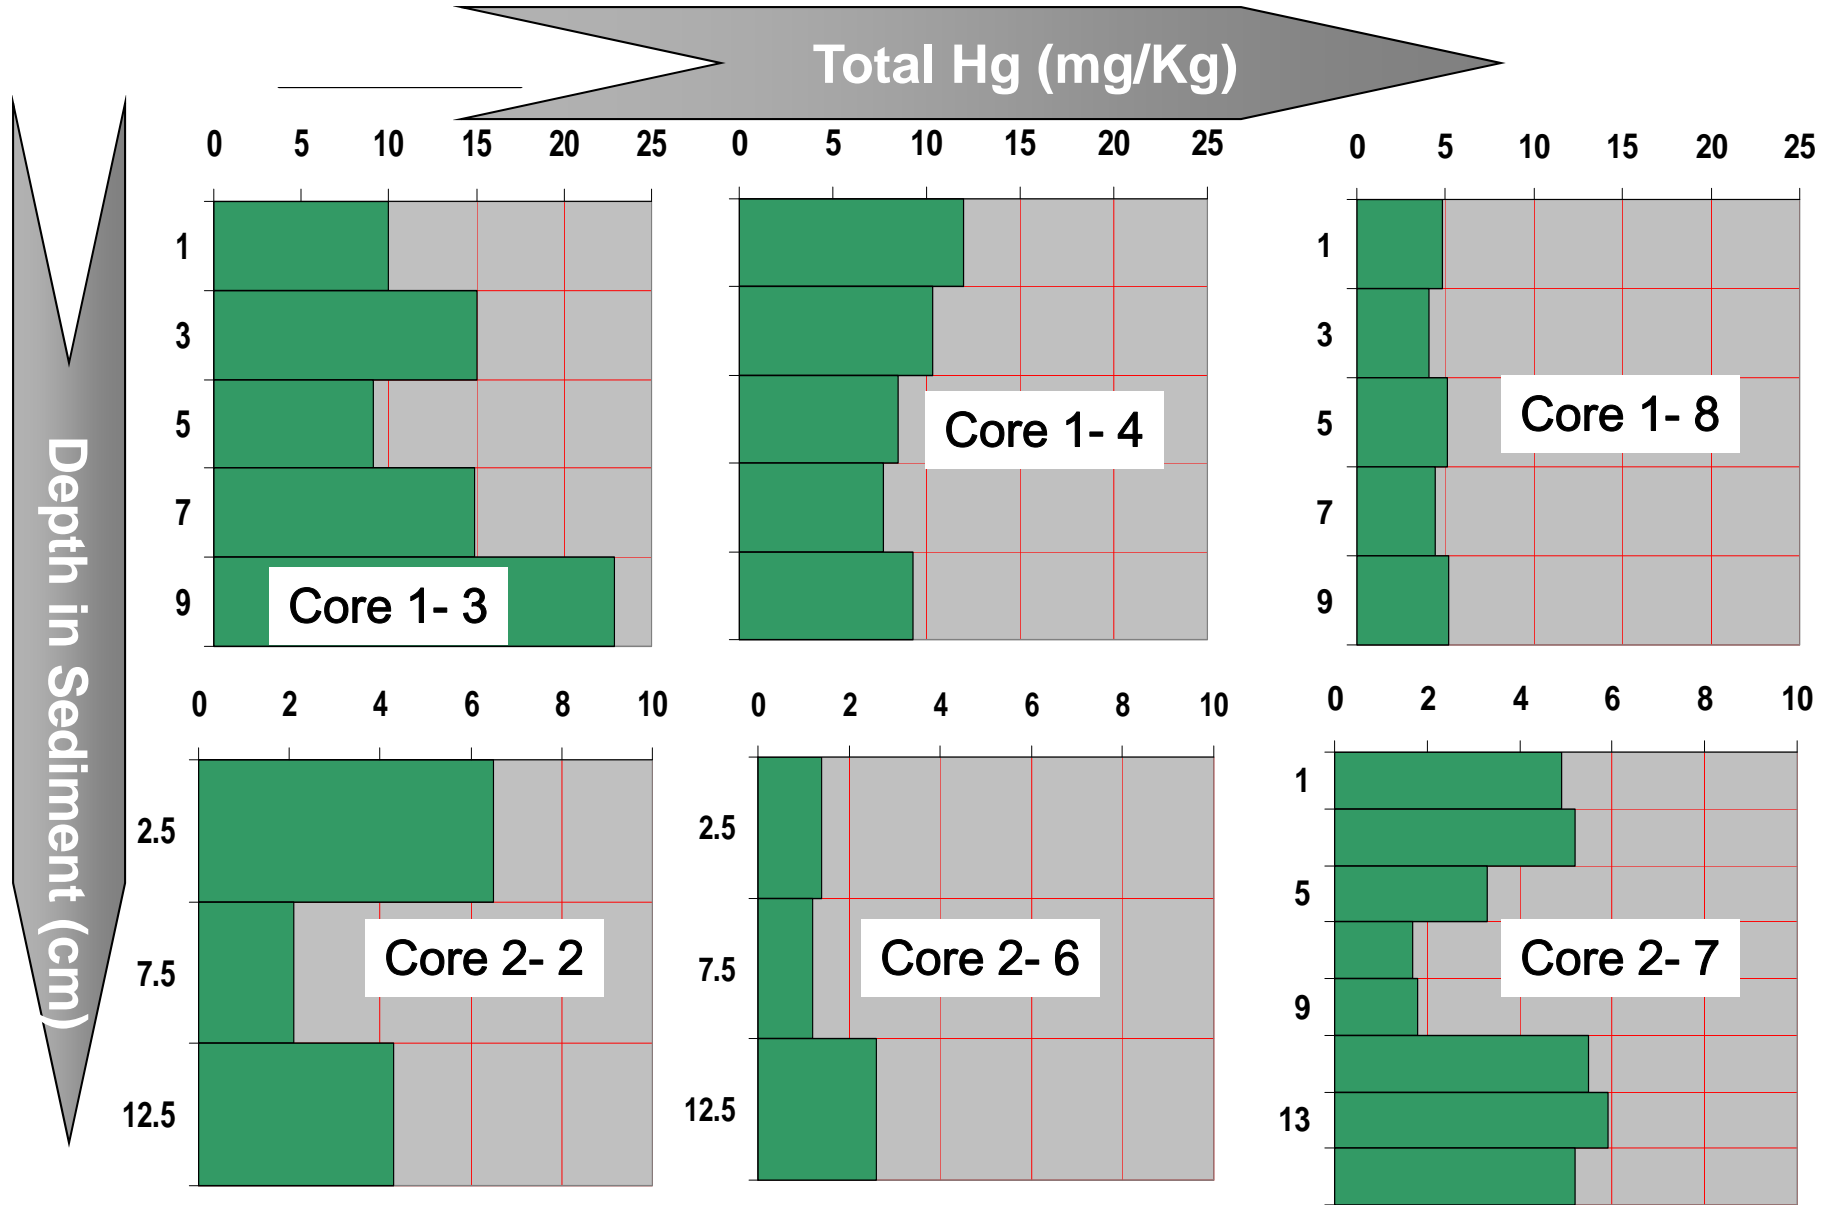 Total Hg (mg/Kg)
Depth in Sediment (cm)
0 5 10 15 20 25
1
3
5
7
9
Core 1- 3
0 5 10 15 20 25
Core 1- 4
0 5 10 15 20 25
1
3
5
7
9
Core 1- 8
0 2 4 6 8 10
2.5
7.5
12.5
Core 2- 2
0 2 4 6 8 10
2.5
7.5
12.5
Core 2- 6
0 2 4 6 8 10
1
5
9
13
Core 2- 7